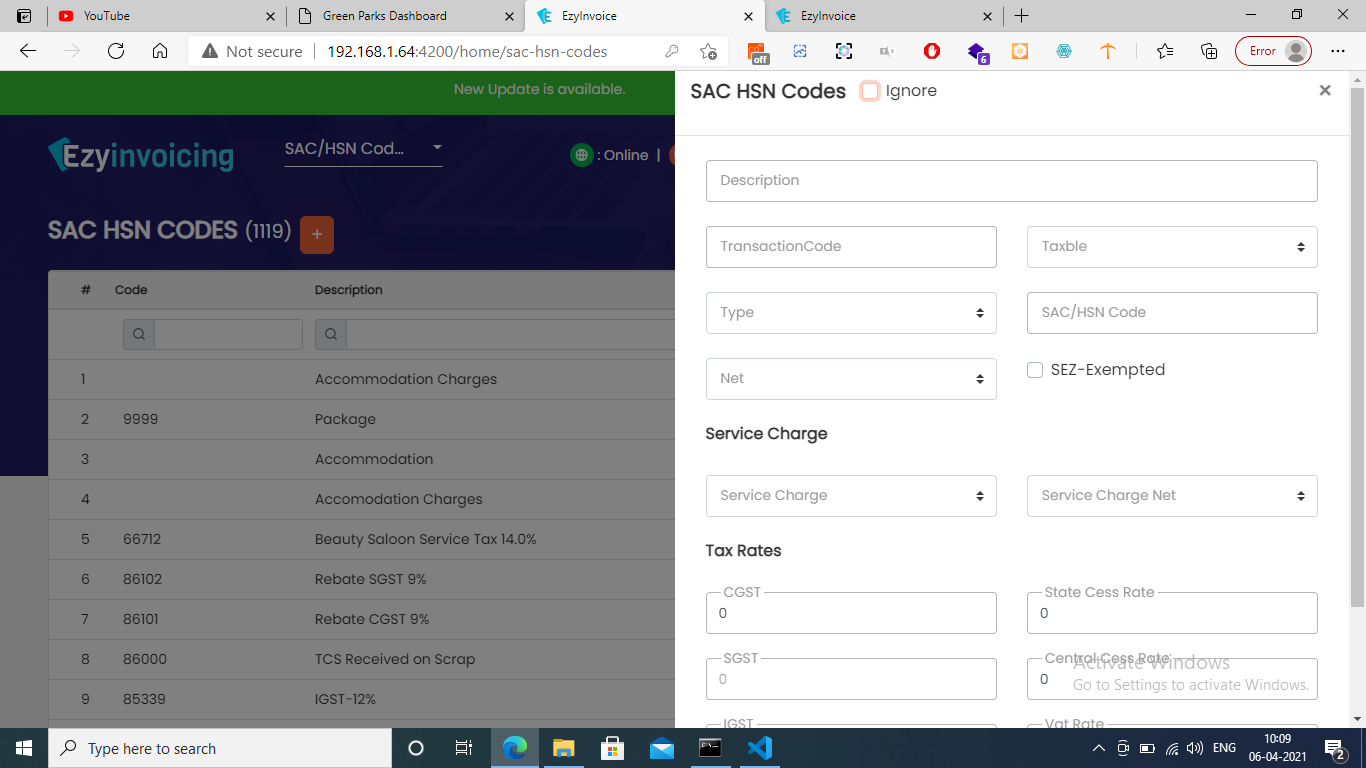 YouTube
Green Parks Dashboard
EzyInvoice
EzyInvoice
Not secure
192.168.1.64:4200/home/sac-hsn-codes
off
6
Error
New Update is available.
Ezyinvoicing
SAC/HSN Cod...
: Online |
SAC HSN CODES (1119) +
# Code Description
1 Accommodation Charges
2 9999 Package
3 Accommodation
4 Accomodation Charges
5 66712 Beauty Saloon Service Tax 14.0%
6 86102 Rebate SGST 9%
7 86101 Rebate CGST 9%
8 86000 TCS Received on Scrap
9 85339 IGST-12%
SAC HSN Codes Ignore
Description
TransactionCode Taxble
Type SAC/HSN Code
Net SEZ-Exempted
Service Charge
Service Charge Service Charge Net
Tax Rates
CGST State Cess Rate
0 0
SGST Central Cess Rate
0 0
IGST Vat Rate
Activate Windows
Go to Settings to activate Windows.
Type here to search
ENG
10:09
06-04-2021
2